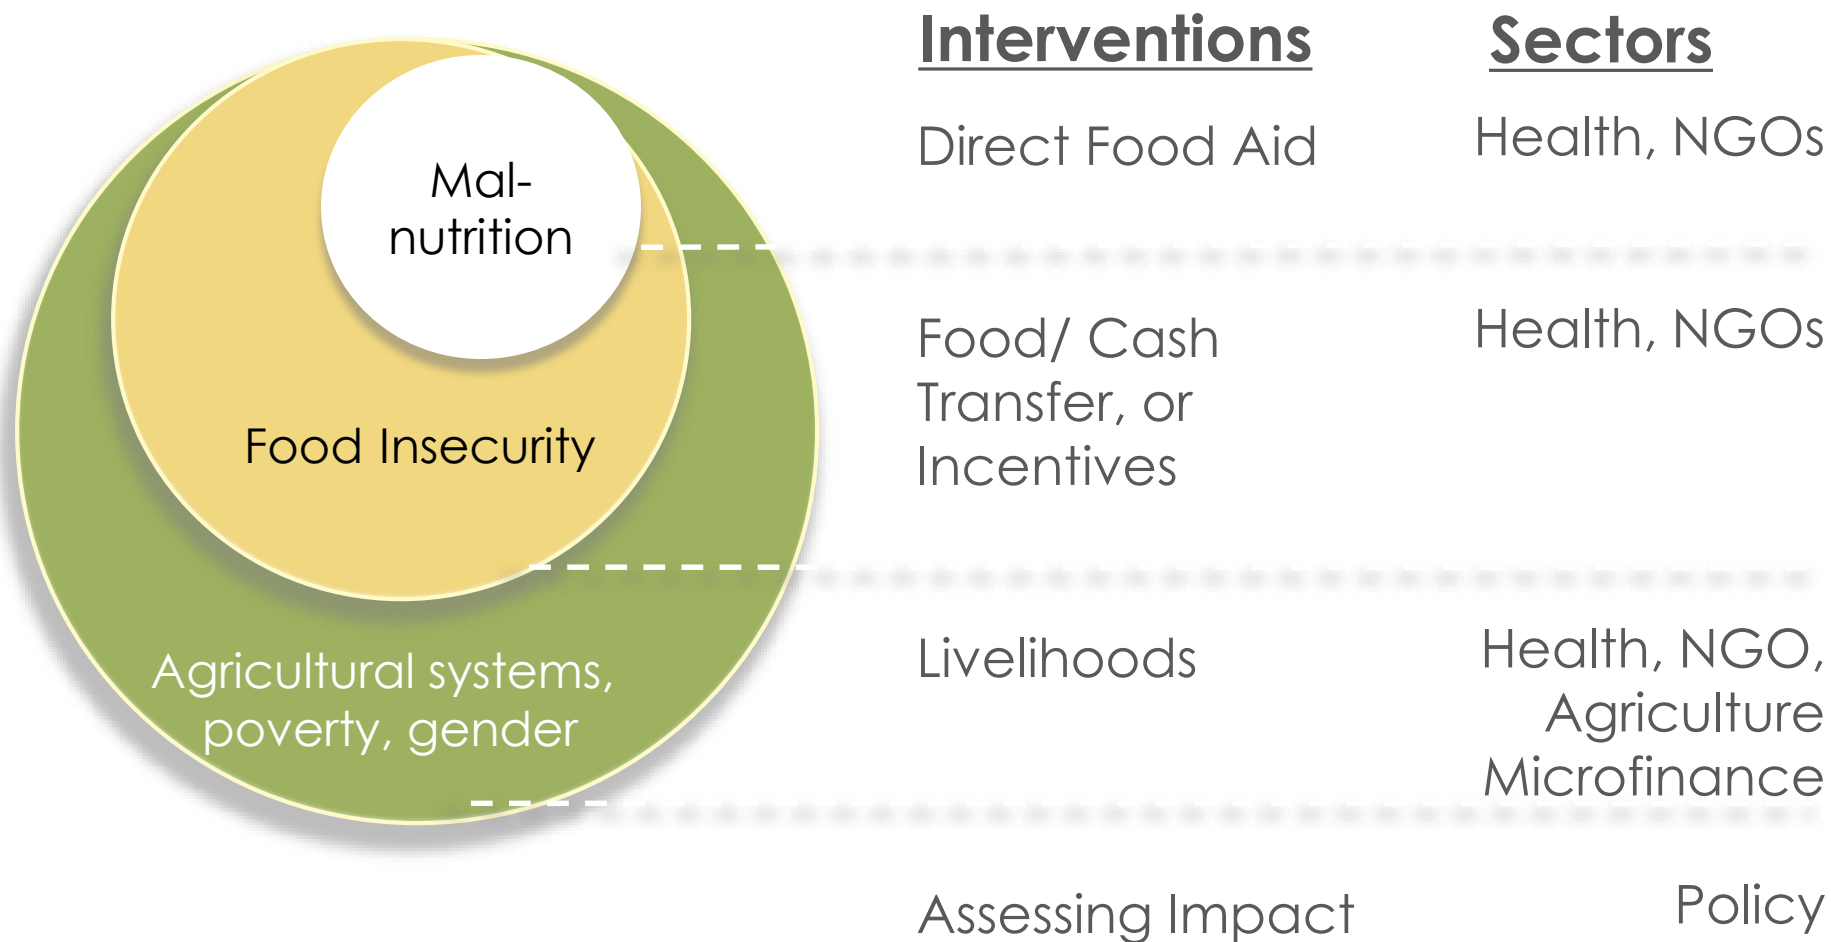 Interventions
Sectors
Mal-
nutrition
Direct Food Aid
Health, NGOs
Food Insecurity
Food/ Cash
Transfer, or
Incentives
Health, NGOs
Agricultural systems,
poverty, gender
Livelihoods
Health, NGO,
Agriculture
Microfinance
Assessing Impact
Policy